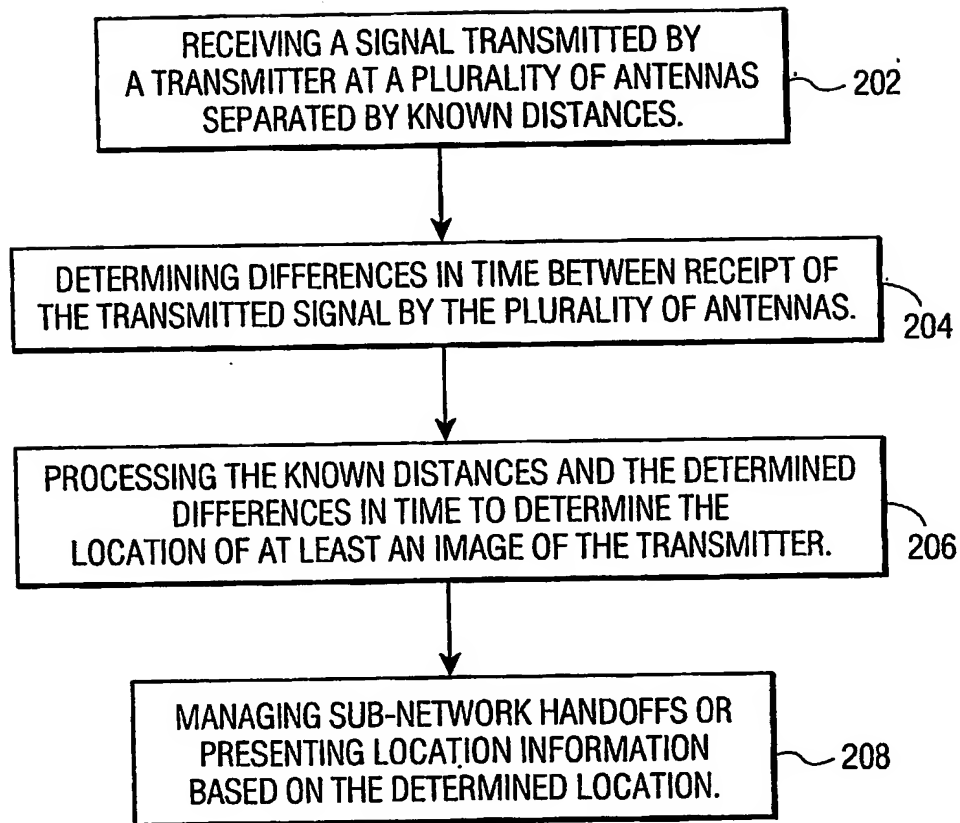 RECEIVING A SIGNAL TRANSMITTED BY
A TRANSMITTER AT A PLURALITY OF ANTENNAS
SEPARATED BY KNOWN DISTANCES.
202
DETERMINING DIFFERENCES IN TIME BETWEEN RECEIPT OF
THE TRANSMITTED SIGNAL BY THE PLURALITY OF ANTENNAS.
204
PROCESSING THE KNOWN DISTANCES AND THE DETERMINED
DIFFERENCES IN TIME TO DETERMINE THE
LOCATION OF AT LEAST AN IMAGE OF THE TRANSMITTER.
206
MANAGING SUB-NETWORK HANDOFFS OR
PRESENTING LOCATION INFORMATION
BASED ON THE DETERMINED LOCATION.
208